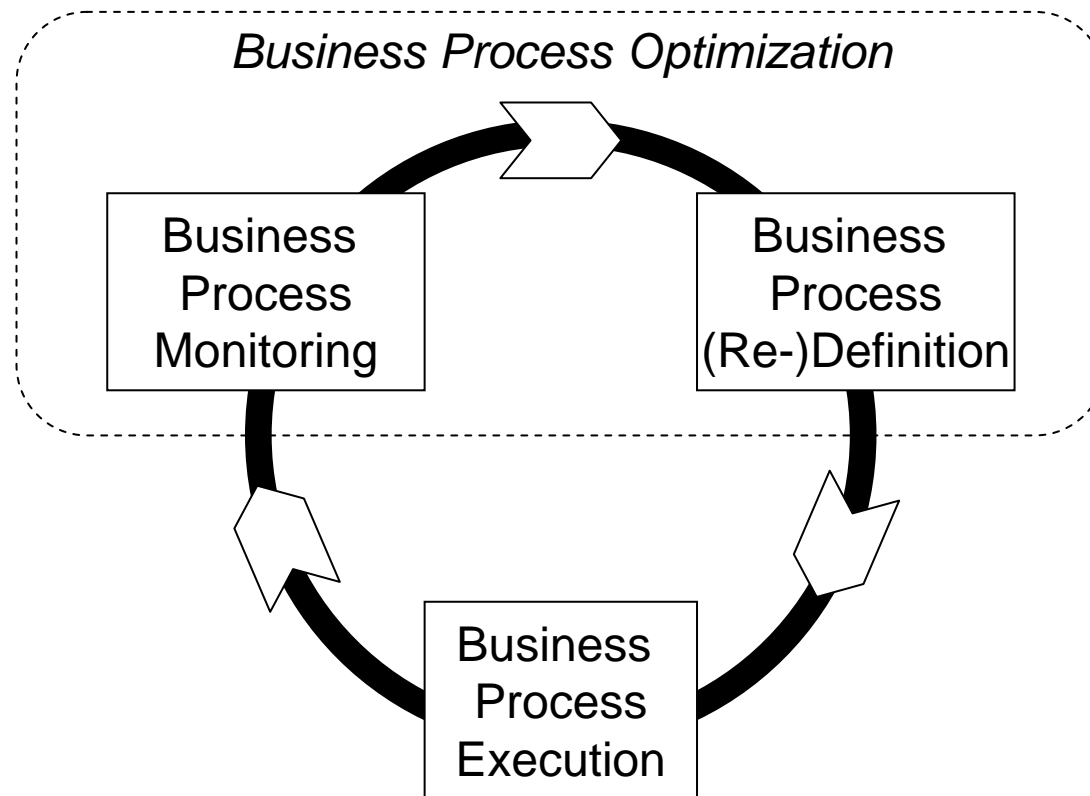 Business Process Optimization
Business
Process
Monitoring
Business
Process
(Re-)Definition
Business
Process
Execution